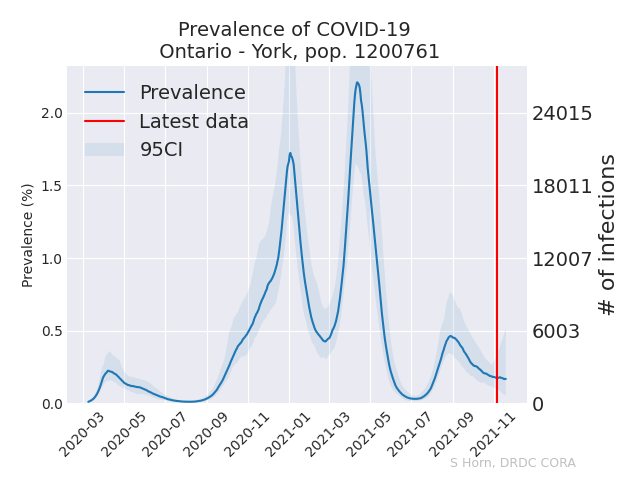 Prevalence of COVID-19
Ontario - York, pop. 1200761
Prevalence
Latest data
95CI
Prevalence (%)
2.0
1.5
1.0
0.5
0.0
24015
18011
12007
6003
0
# of infections
2020-03
2020-05
2020-07
2020-09
2020-11
2021-01
2021-03
2021-05
2021-07
2021-09
2021-11
S Horn, DRDC CORA